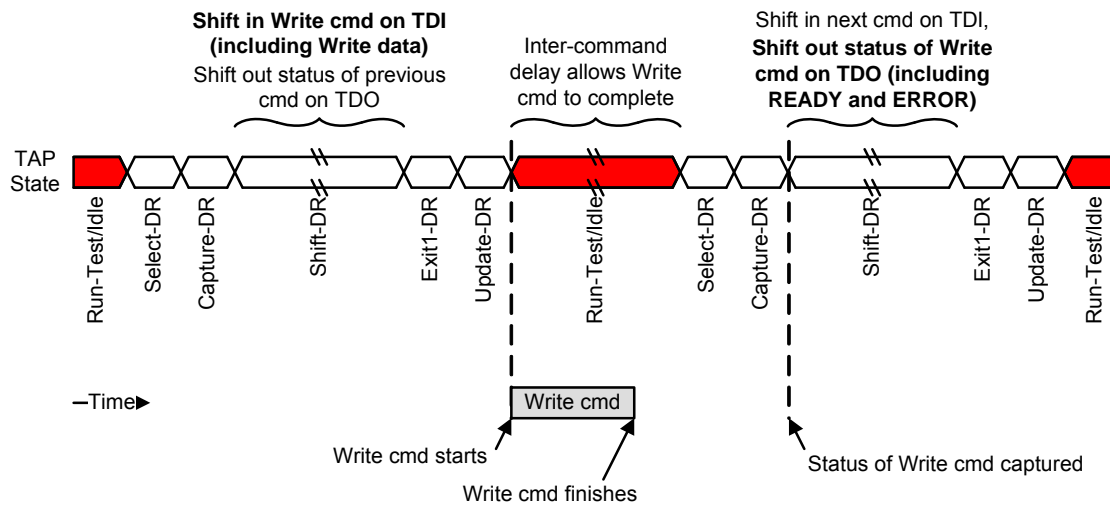 Shift in Write cmd on TDI
(including Write data)
Shift out status of previous
cmd on TDO
Inter-command
delay allows Write
cmd to complete
Shift in next cmd on TDI,
Shift out status of Write
cmd on TDO (including
READY and ERROR)
TAP
State
Run-Test/Idle
Select-DR
Capture-DR
Shift-DR
Exit1-DR
Update-DR
Run-Test/Idle
Select-DR
Capture-DR
Shift-DR
Exit1-DR
Update-DR
Run-Test/Idle
Time
Write cmd
Write cmd starts
Write cmd finishes
Status of Write cmd captured